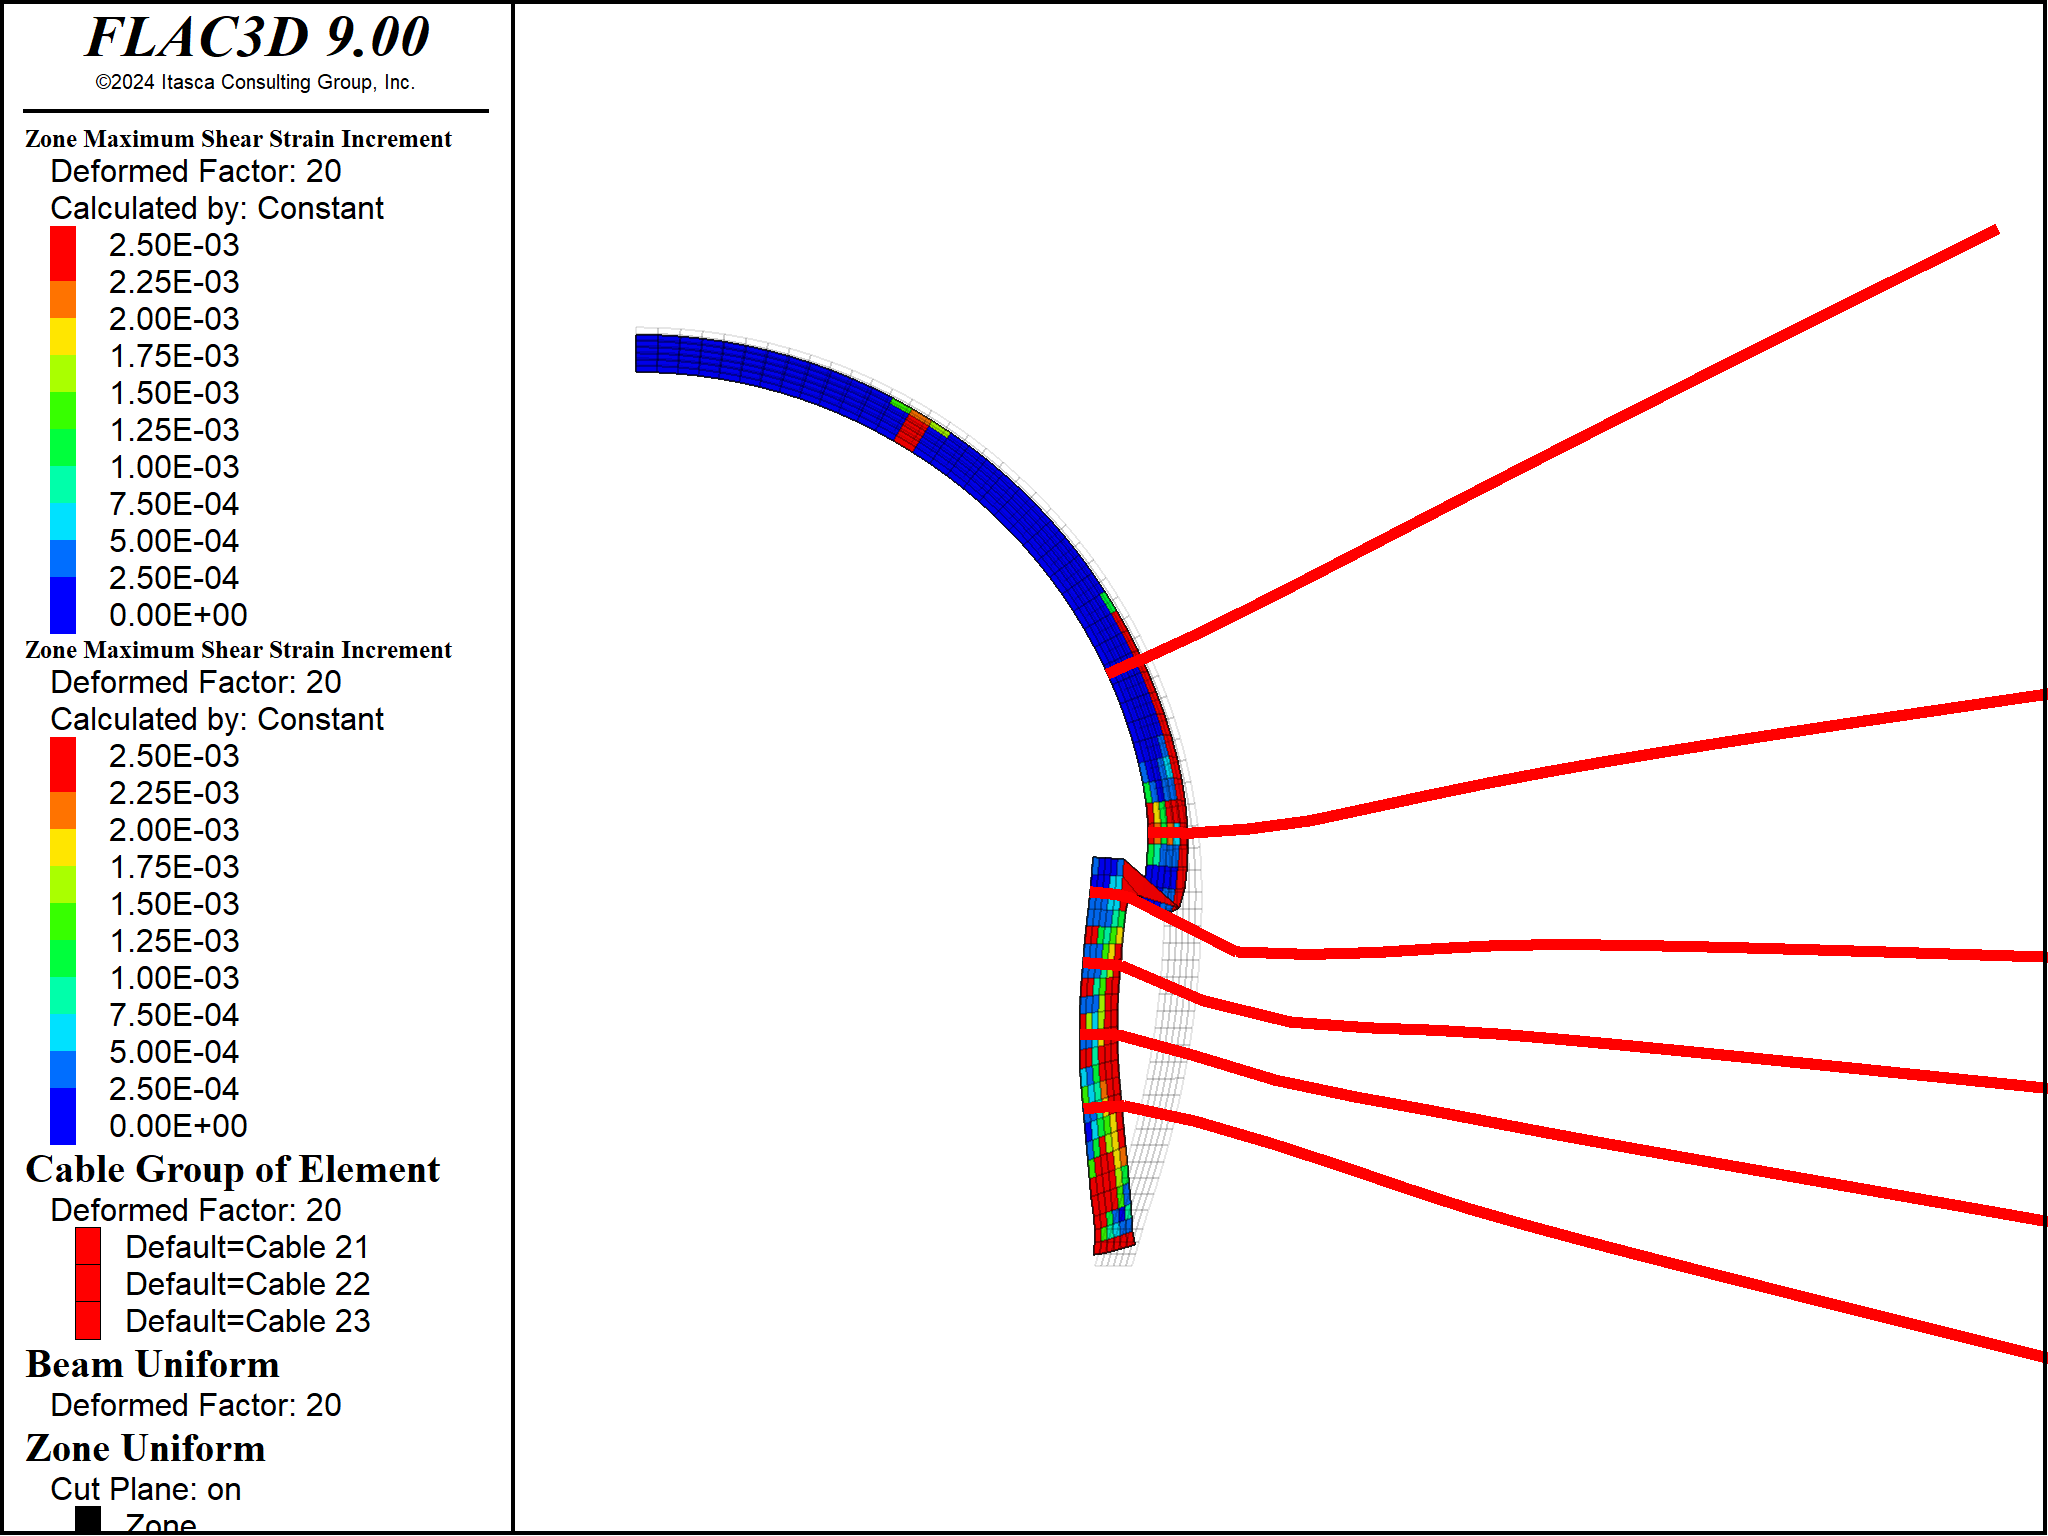 FLAC3D 9.00
©2024 Itasca Consulting Group, Inc.
Zone Maximum Shear Strain Increment
Deformed Factor: 20
Calculated by: Constant
2.50E-03
2.25E-03
2.00E-03
1.75E-03
1.50E-03
1.25E-03
1.00E-03
7.50E-04
5.00E-04
2.50E-04
0.00E+00
Zone Maximum Shear Strain Increment
Deformed Factor: 20
Calculated by: Constant
2.50E-03
2.25E-03
2.00E-03
1.75E-03
1.50E-03
1.25E-03
1.00E-03
7.50E-04
5.00E-04
2.50E-04
0.00E+00
Cable Group of Element
Deformed Factor: 20
Default=Cable 21
Default=Cable 22
Default=Cable 23
Beam Uniform
Deformed Factor: 20
Zone Uniform
Cut Plane: on
Zone